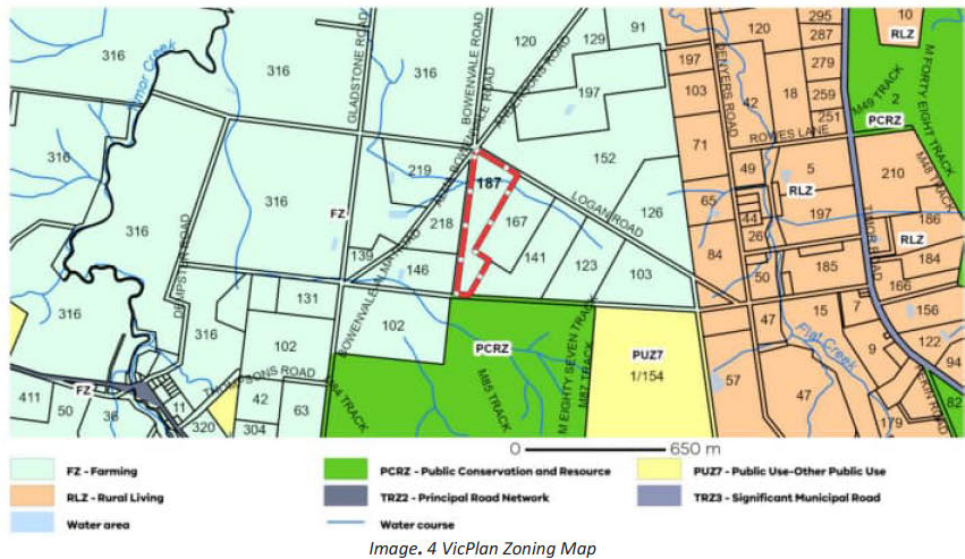 316
316
316
GLADSTONE ROAD
316
BOWENVALE ROAD
120
129
91
120
295
287
279
259
251
10
RLZ
M FORTY EIGHT TRACK
Timor Creek
197
197
103
DENYERS ROAD
42
18
M49 TRACK
2
PCRZ
ROWES LANE
316
316
219
187
152
71
49
5
210
M48 TRACK
FZ
218
167
LOGAN ROAD
126
65
44
26
RLZ
197
TIMOR ROAD
186
RLZ
184
316
DEMPSTER ROAD
139
146
141
123
103
84
50
185
166
131
BOWENVALE
102
PCRZ
M EIGHTY SEVEN TRACK
M87 TRACK
PUZ7
1/154
47
15
7
156
316
316
102
M85 TRACK
Flat Creek
9
122
94
FZ
THOMPSONS ROAD
57
47
411
50
36
11
320
42
304
63
179
82
0
650 m
FZ - Farming
PCRZ - Public Conservation and Resource
PUZ7 - Public Use-Other Public Use
RLZ - Rural Living
TRZ2 - Principal Road Network
TRZ3 - Significant Municipal Road
Water area
Water course
Image. 4 VicPlan Zoning Map